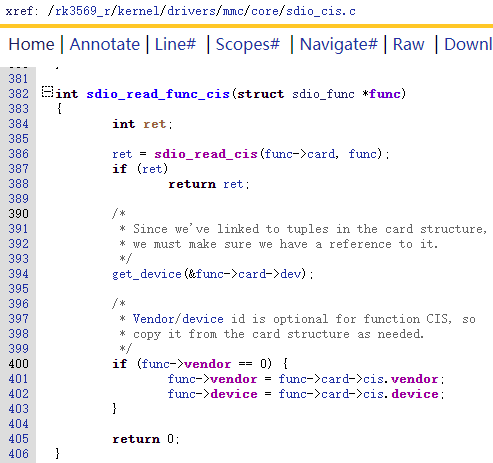 xref: /rk3569_r/kernel/drivers/mmc/core/sdio_cis.c
Home | Annotate | Line# | Scopes# | Navigate# | Raw | Downl
381
382 int sdio_read_func_cis(struct sdio_func *func)
383 {
384 int ret;
385
386 ret = sdio_read_cis(func->card, func);
387 if (ret)
388 return ret;
389
390 /*
391 * Since we've linked to tuples in the card structure,
392 * we must make sure we have a reference to it.
393 */
394 get_device(&func->card->dev);
395
396 /*
397 * Vendor/device id is optional for function CIS, so
398 * copy it from the card structure as needed.
399 */
400 if (func->vendor == 0) {
401 func->vendor = func->card->cis.vendor;
402 func->device = func->card->cis.device;
403 }
404
405 return 0;
406 }